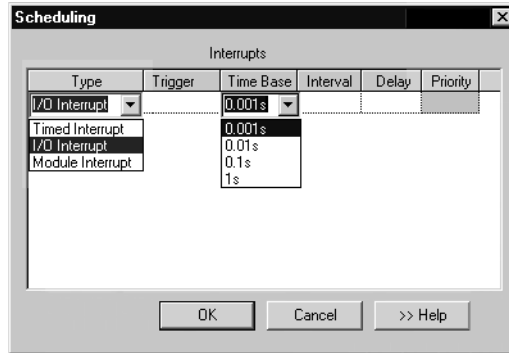 Scheduling
Interrupts
Type Trigger Time Base Interval Delay Priority
I/O Interrupt 0.001s
Timed Interrupt 0.001s
I/O Interrupt 0.01s
Module Interrupt 0.1s
1s
OK Cancel >> Help